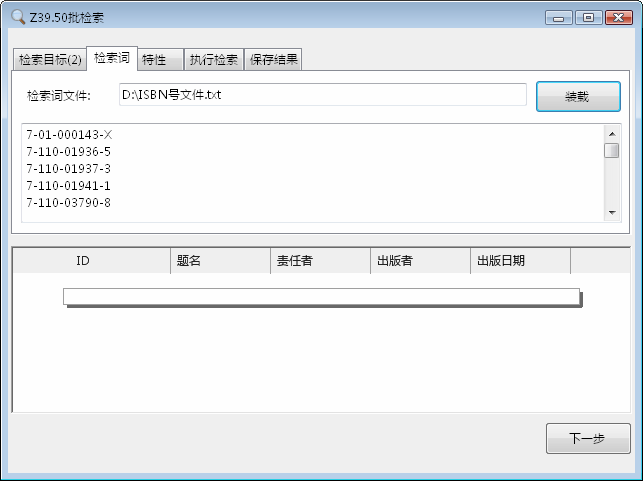 Z39.50批检索
检索目标(2) 检索词 特性 执行检索 保存结果
检索词文件: D:\ISBN号文件.txt 装载
7-01-000143-X
7-110-01936-5
7-110-01937-3
7-110-01941-1
7-110-03790-8
ID 题名 责任者 出版者 出版日期
下一步